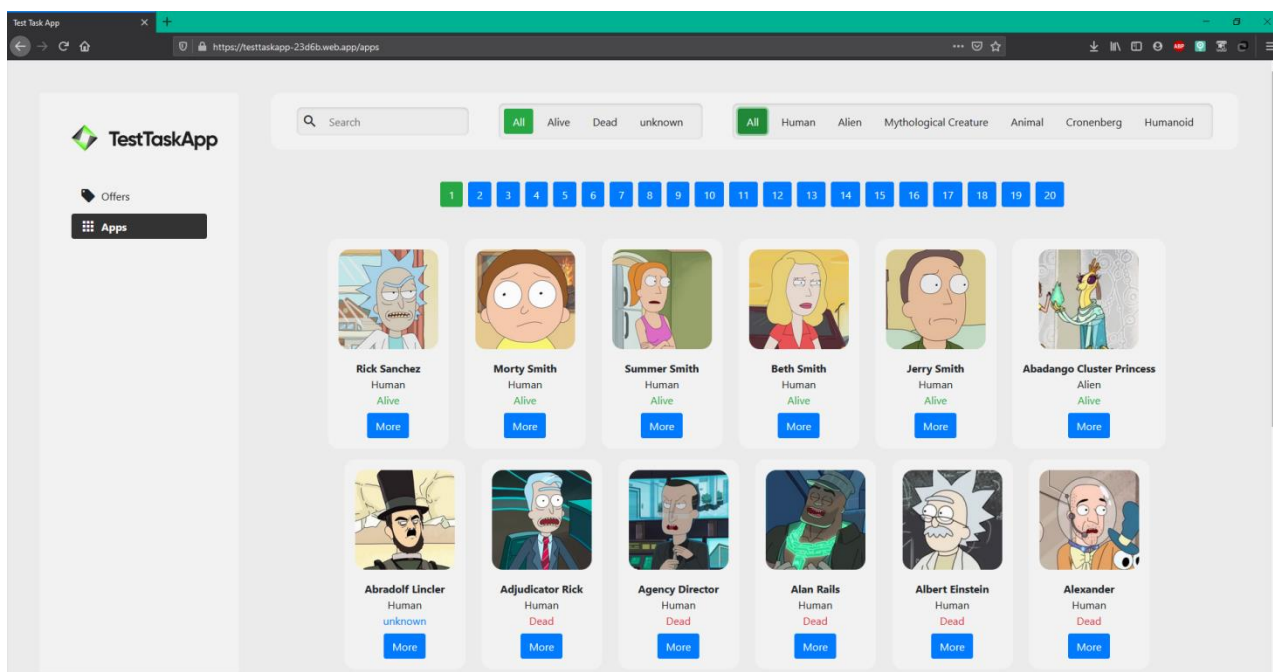 Test Task App
https://testtaskapp-23d6b.web.app/apps
ABP
TestTaskApp
Offers
Apps
Search
All Alive Dead unknown
All Human Alien Mythological Creature Animal Cronenberg Humanoid
1 2 3 4 5 6 7 8 9 10 11 12 13 14 15 16 17 18 19 20
Rick Sanchez Morty Smith Summer Smith Beth Smith Jerry Smith Abadango Cluster Princess
Human Human Human Human Human Alien
Alive Alive Alive Alive Alive Alive
More More More More More More
Abradolf Lincler Adjudicator Rick Agency Director Alan Rails Albert Einstein Alexander
Human Human Human Human Human Human
unknown Dead Dead Dead Dead Dead
More More More More More More